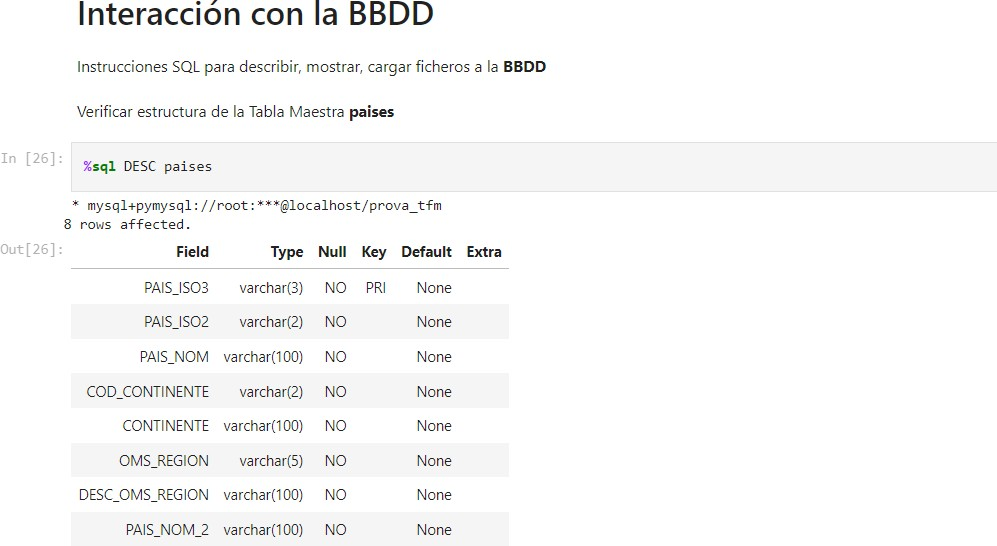 Interacción con la BBDD
Instrucciones SQL para describir, mostrar, cargar ficheros a la BBDD
Verificar estructura de la Tabla Maestra paises
In [26]: %sql DESC paises
* mysql+pymysql://root:***@localhost/prova_tfm
8 rows affected.
Out[26]:
Field Type Null Key Default Extra
PAIS_ISO3 varchar(3) NO PRI None
PAIS_ISO2 varchar(2) NO None
PAIS_NOM varchar(100) NO None
COD_CONTINENTE varchar(2) NO None
CONTINENTE varchar(100) NO None
OMS_REGION varchar(5) NO None
DESC_OMS_REGION varchar(100) NO None
PAIS_NOM_2 varchar(100) NO None